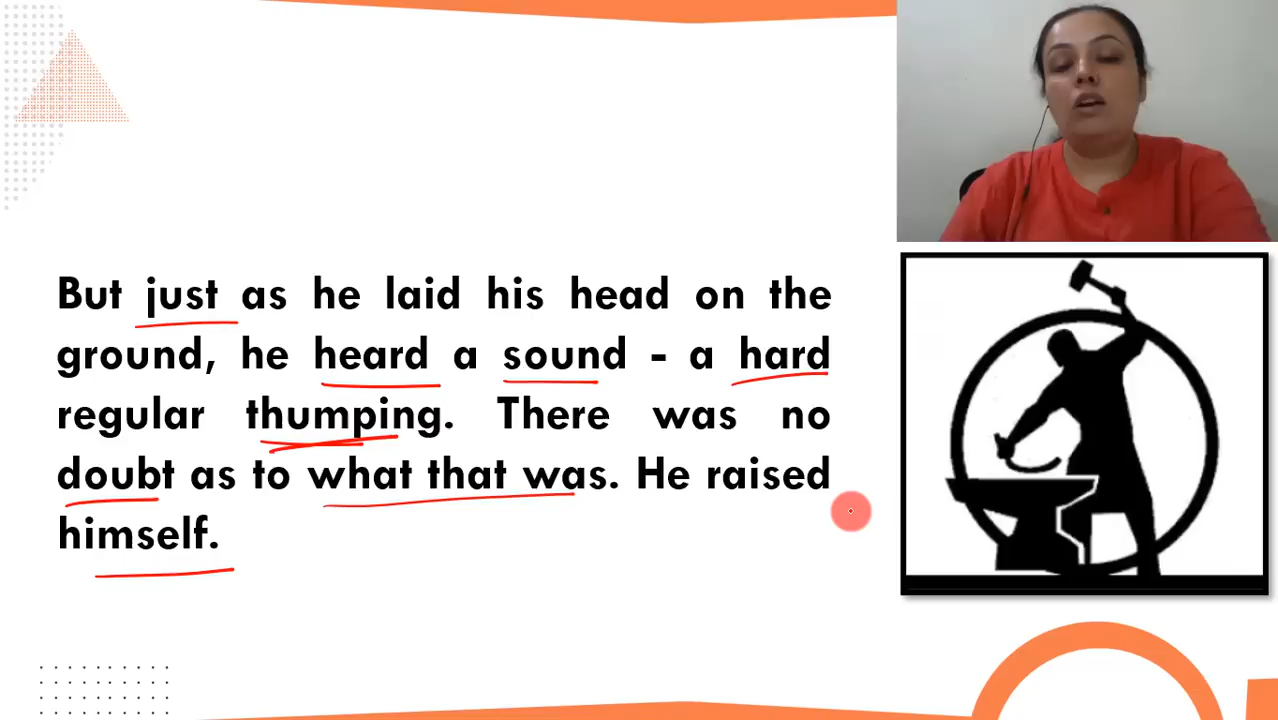 But just as he laid his head on the
ground, he heard a sound - a hard
regular thumping. There was no
doubt as to what that was. He raised
himself.